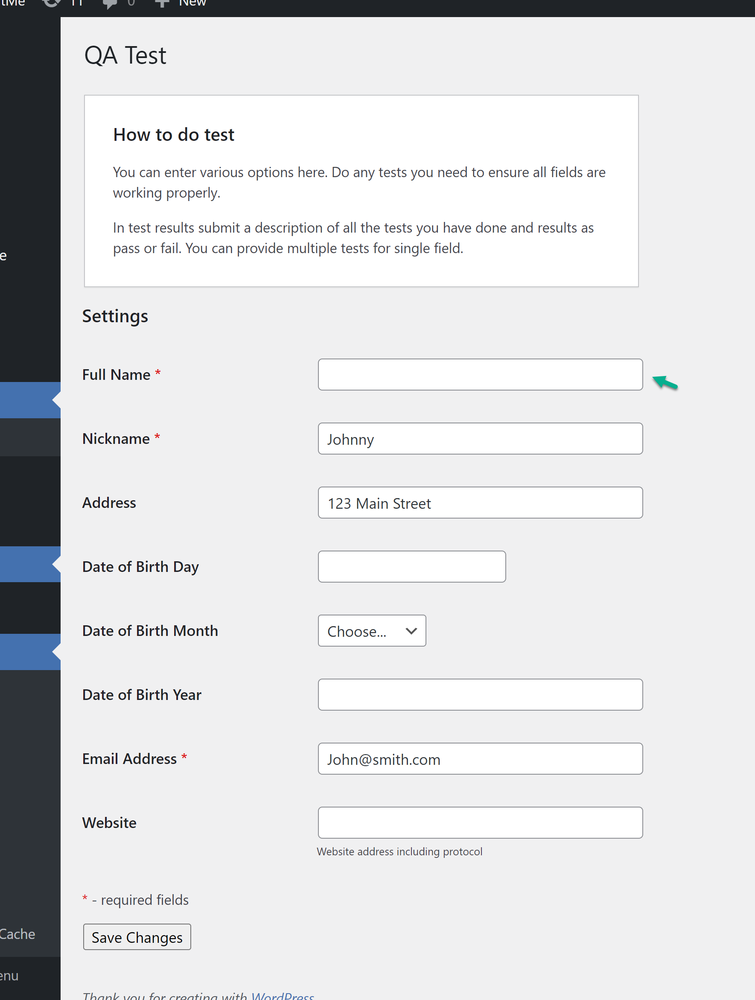 11 0 New
QA Test
How to do test
You can enter various options here. Do any tests you need to ensure all fields are
working properly.
In test results submit a description of all the tests you have done and results as
pass or fail. You can provide multiple tests for single field.
Settings
Full Name *
Nickname * Johnny
Address 123 Main Street
Date of Birth Day
Date of Birth Month Choose...
Date of Birth Year
Email Address * John@smith.com
Website
Website address including protocol
* - required fields
Save Changes
Cache
Thank you for creating with WordPress